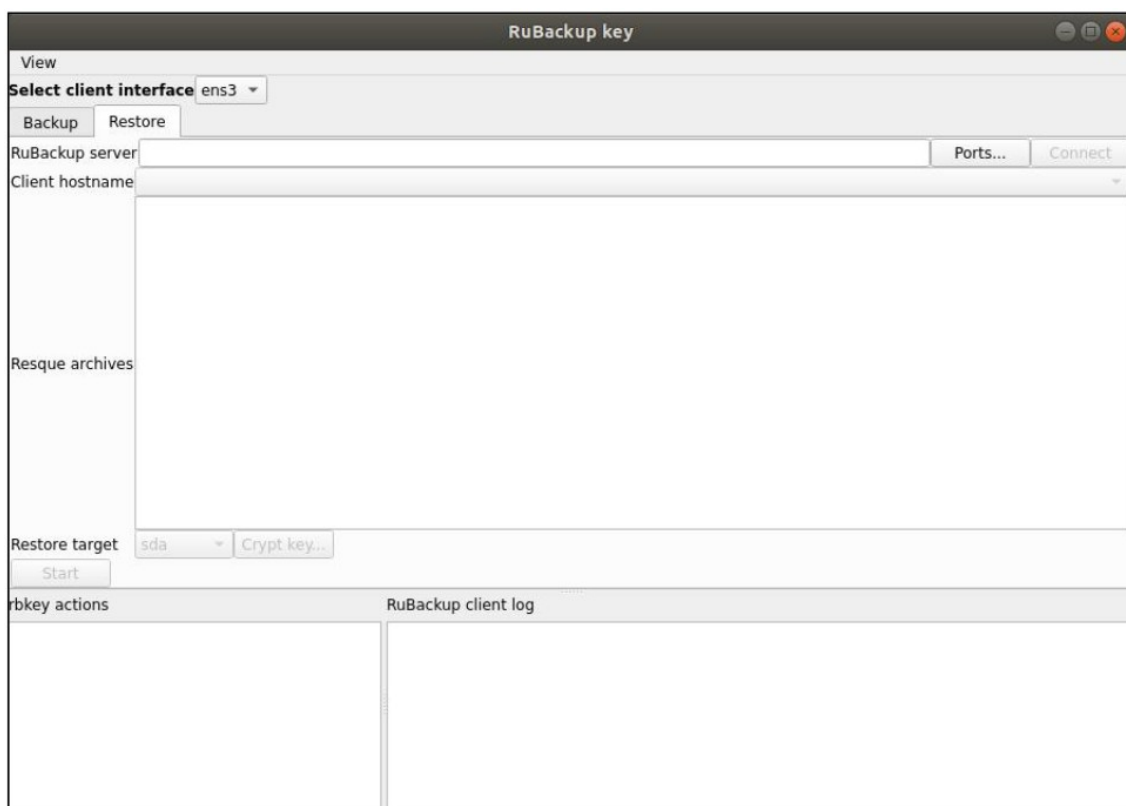 RuBackup key
View
Select client interface ens3
Backup Restore
RuBackup server Ports... Connect
Client hostname
Resque archives
Restore target sda Crypt key...
Start
rbkey actions RuBackup client log